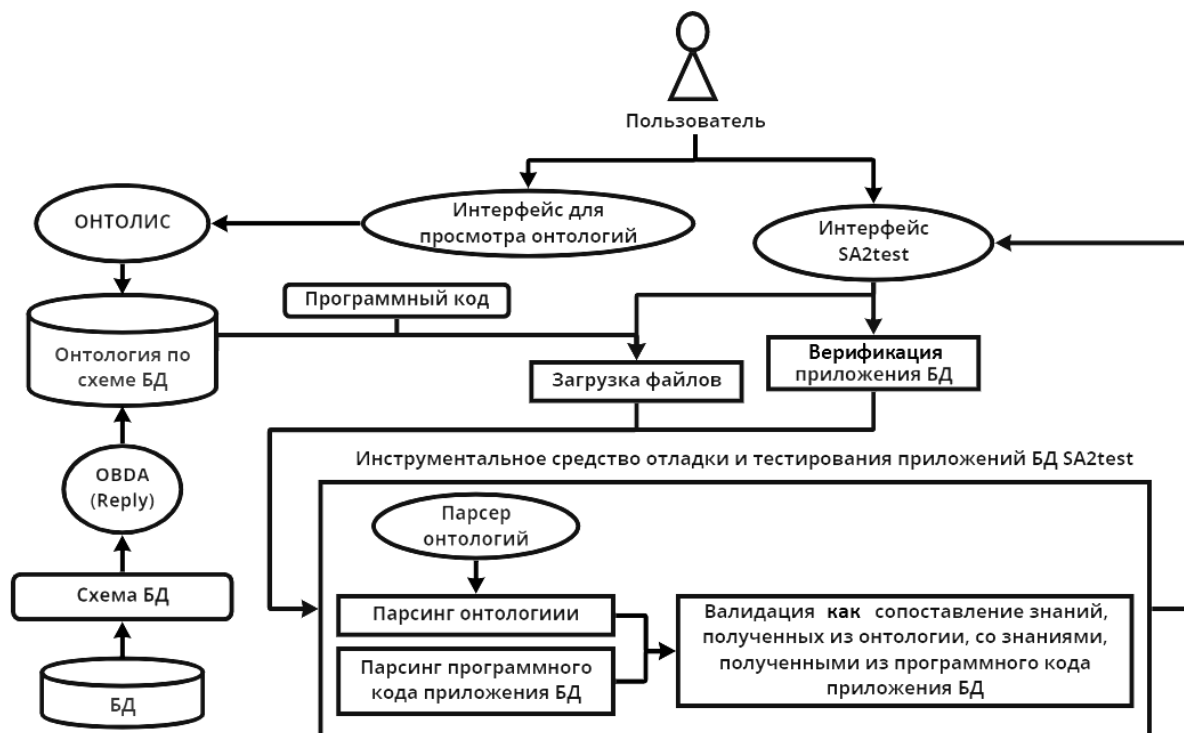 Пользователь
ОНТОЛИС
Интерфейс для
просмотра онтологий
Интерфейс
SA2test
Программный код
Онтология по
схеме БД
Загрузка файлов
Верификация
приложения БД
OBDA
(Reply)
Инструментальное средство отладки и тестирования приложений БД SA2test
Парсер
онтологий
Схема БД
Парсинг онтологиии
Валидация как сопоставление знаний,
полученных из онтологии, со знаниями,
полученными из программного кода
приложения БД
Парсинг программного
кода приложения БД
БД